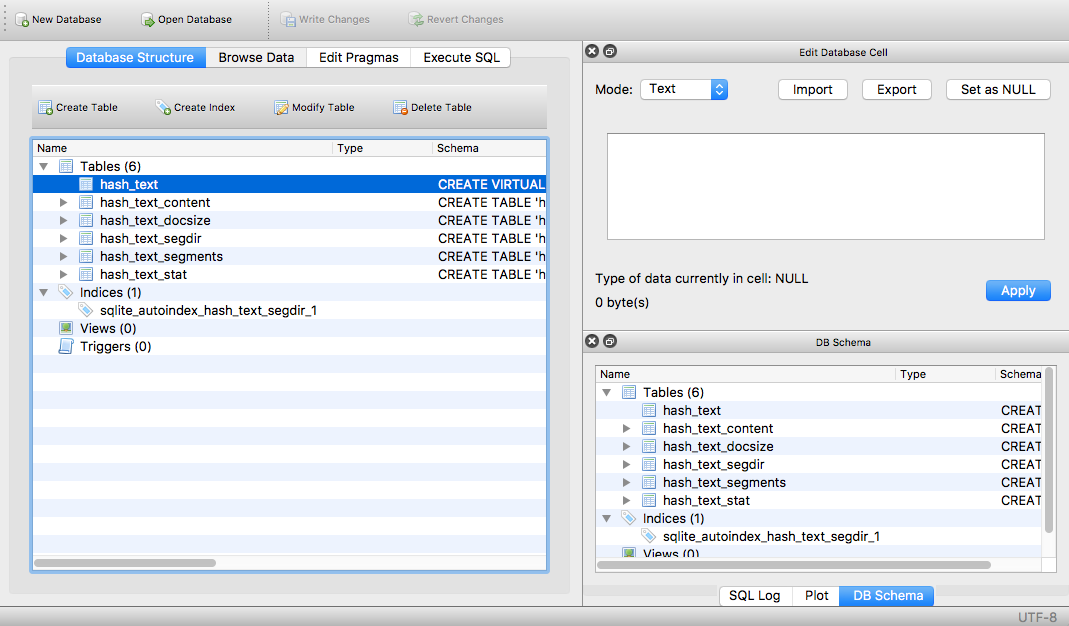 New Database Open Database Write Changes Revert Changes
Database Structure Browse Data Edit Pragmas Execute SQL
Create Table Create Index Modify Table Delete Table
Name Type Schema
Tables (6)
hash_text CREATE VIRTUAL
hash_text_content CREATE TABLE 'h
hash_text_docsize CREATE TABLE 'h
hash_text_segdir CREATE TABLE 'h
hash_text_segments CREATE TABLE 'h
hash_text_stat CREATE TABLE 'h
Indices (1)
sqlite_autoindex_hash_text_segdir_1
Views (0)
Triggers (0)
Edit Database Cell
Mode: Text Import Export Set as NULL
Type of data currently in cell: NULL
0 byte(s)
Apply
DB Schema
Name Type Schema
Tables (6)
hash_text CREAT
hash_text_content CREAT
hash_text_docsize CREAT
hash_text_segdir CREAT
hash_text_segments CREAT
hash_text_stat CREAT
Indices (1)
sqlite_autoindex_hash_text_segdir_1
Views (0)
SQL Log Plot DB Schema
UTF-8